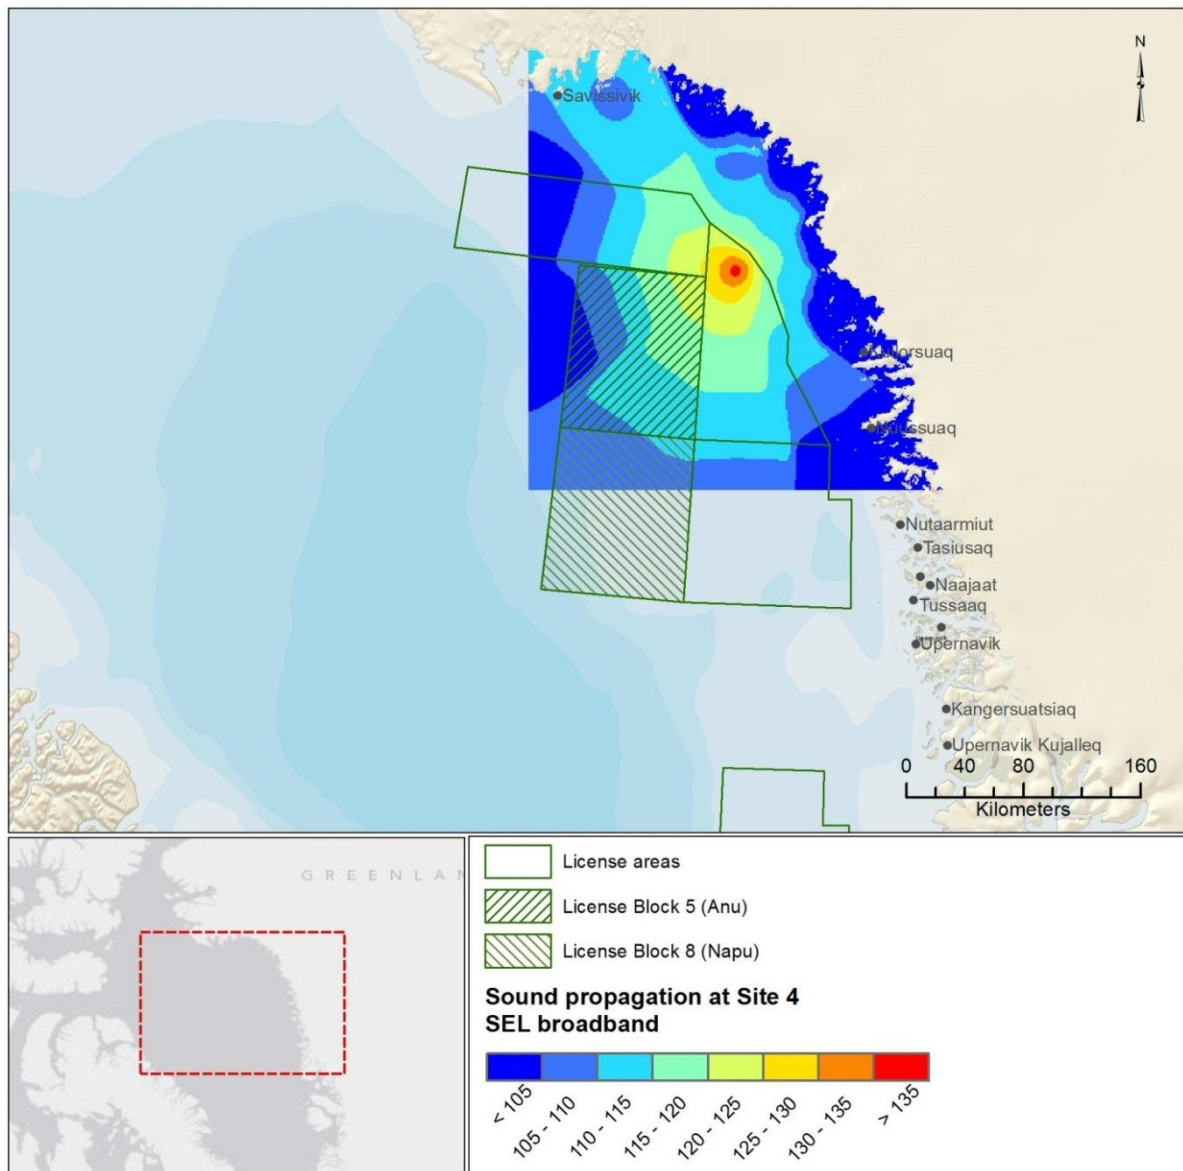 N
Savissivik
Kullorsuaq
Nuussuaq
Nutaarmiut
Tasiusaq
Naajaat
Tussaaq
Upernavik
Kangersuatsiaq
Upernavik Kujalleq
0 40 80 160
Kilometers
GREENLAN
License areas
License Block 5 (Anu)
License Block 8 (Napu)
Sound propagation at Site 4
SEL broadband
< 105
105 - 110
110 - 115
115 - 120
120 - 125
125 - 130
130 - 135
> 135